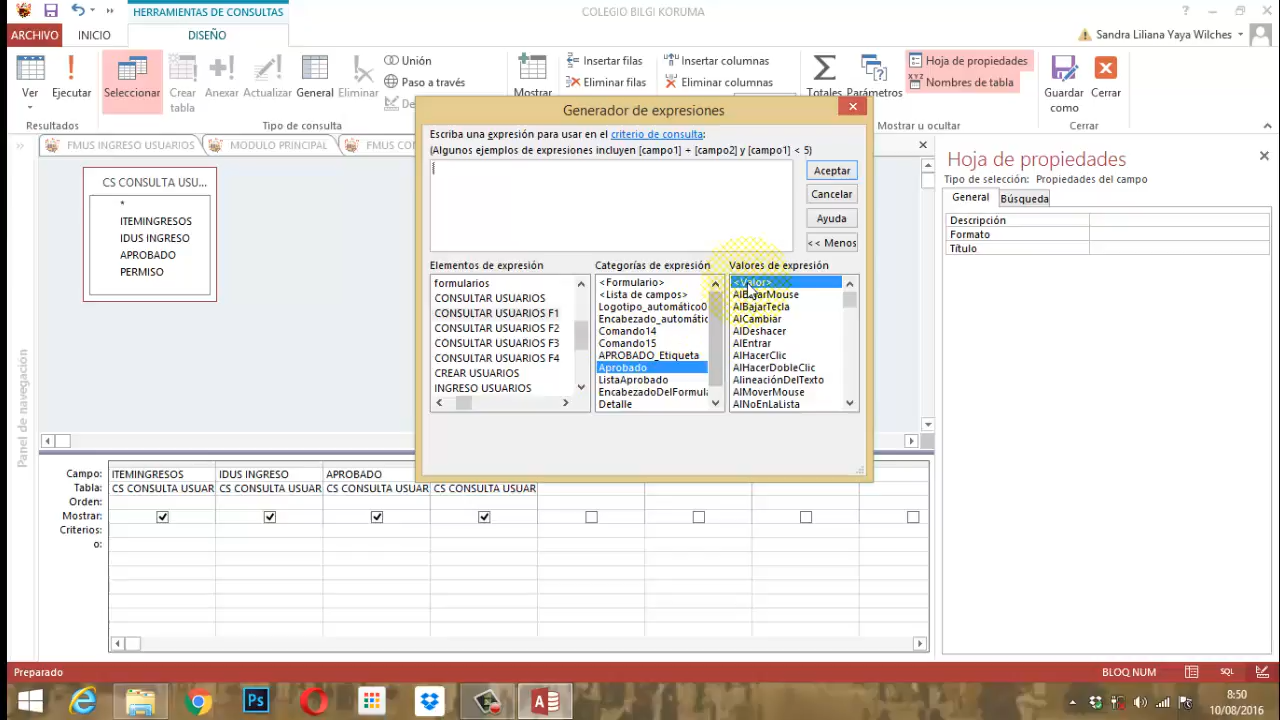 HERRAMIENTAS DE CONSULTAS
COLEGIO BILGI KORUMA
ARCHIVO
INICIO
DISEÑO
Sandra Liliana Yaya Wilches
Ver
Ejecutar
Seleccionar
Crear
tabla
Anexar
Actualizar
General
Eliminar
Unión
Paso a través
De
Mostrar
Insertar filas
Eliminar filas
Insertar columnas
Eliminar columnas
Totales
Parámetros
Hoja de propiedades
Nombres de tabla
Guardar
como
Cerrar
Resultados
Tipo de consulta
Mostrar u ocultar
Cerrar
FMUS INGRESO USUARIOS
MODULO PRINCIPAL
FMUS CO
Generador de expresiones
Escriba una expresión para usar en el criterio de consulta:
(Algunos ejemplos de expresiones incluyen [campo1] + [campo2] y [campo1] < 5)
Aceptar
Cancelar
Ayuda
<< Menos
Elementos de expresión
formularios
CONSULTAR USUARIOS
CONSULTAR USUARIOS F1
CONSULTAR USUARIOS F2
CONSULTAR USUARIOS F3
CONSULTAR USUARIOS F4
CREAR USUARIOS
INGRESO USUARIOS
Categorías de expresión
<Formulario>
<Lista de campos>
Logotipo_automático0
Encabezado_automátic
Comando14
Comando15
APROBADO_Etiqueta
Aprobado
ListaAprobado
EncabezadoDelFormula
Detalle
Valores de expresión
<Valor>
AlBajarMouse
AlBajarTecla
AlCambiar
AlDeshacer
AlEntrar
AlHacerClic
AlHacerDobleClic
AlineaciónDelTexto
AlMoverMouse
AlNoEnLaLista
CS CONSULTA USU...
*
ITEMINGRESOS
IDUS INGRESO
APROBADO
PERMISO
Panel de navegación
Hoja de propiedades
Tipo de selección: Propiedades del campo
General
Búsqueda
Descripción
Formato
Título
Campo: ITEMINGRESOS IDUS INGRESO APROBADO
Tabla: CS CONSULTA USUAR CS CONSULTA USUAR CS CONSULTA USUAR CS CONSULTA USUAR
Orden:
Mostrar:
Criterios:
o:
Preparado
BLOQ NUM
SQL
Ps
8:50
10/08/2016